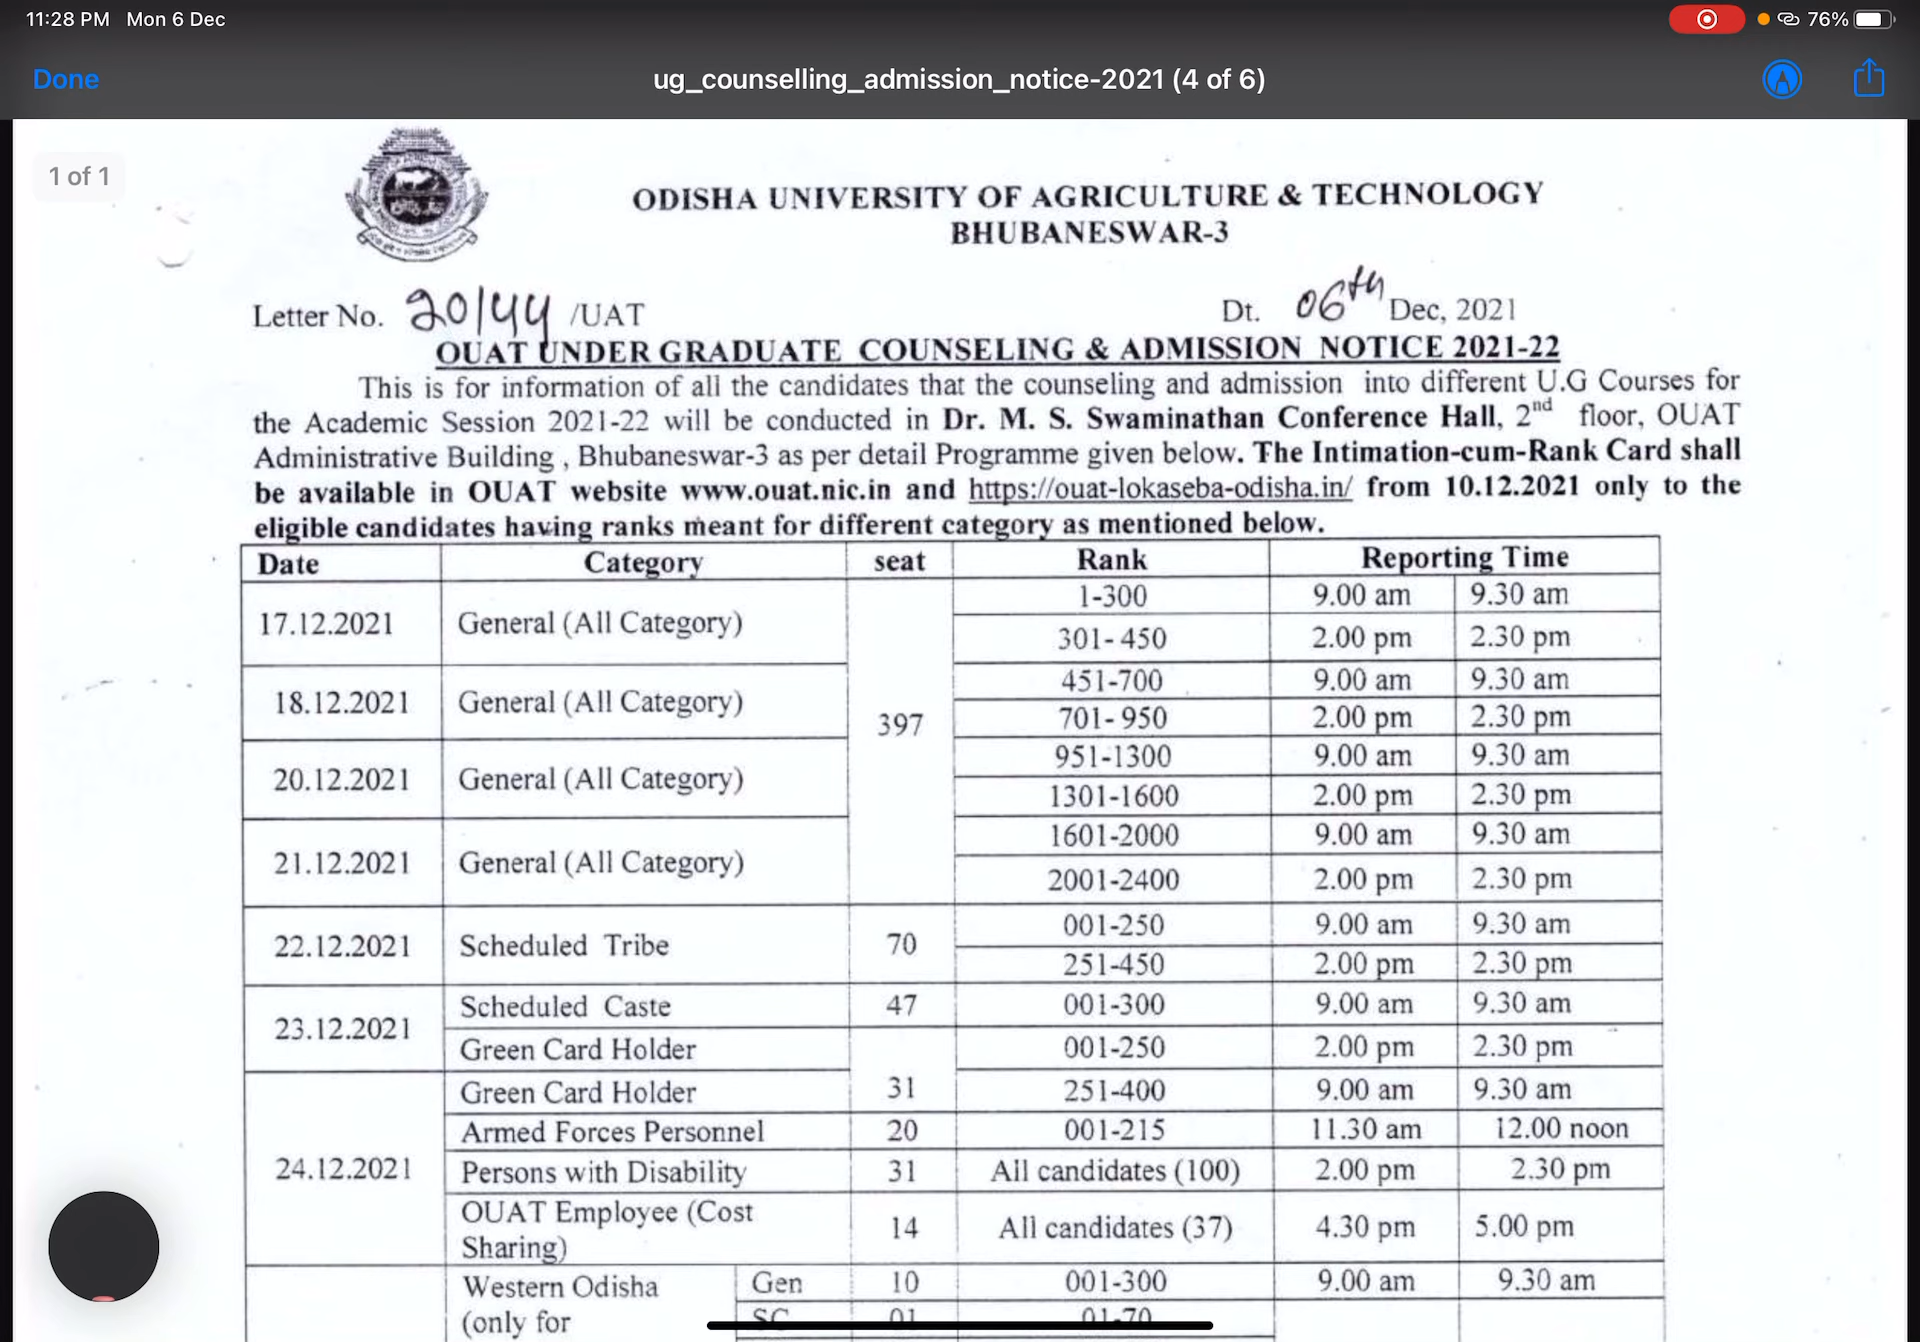 11:28 PM Mon 6 Dec
76%
Done
ug_counselling_admission_notice-2021 (4 of 6)
1 of 1
ODISHA UNIVERSITY OF AGRICULTURE & TECHNOLOGY
BHUBANESWAR-3
Letter No. 20144 /UAT Dt. 06th Dec, 2021
OUAT UNDER GRADUATE COUNSELING & ADMISSION NOTICE 2021-22
This is for information of all the candidates that the counseling and admission into different U.G Courses for
the Academic Session 2021-22 will be conducted in Dr. M. S. Swaminathan Conference Hall, 2nd floor, OUAT
Administrative Building , Bhubaneswar-3 as per detail Programme given below. The Intimation-cum-Rank Card shall
be available in OUAT website www.ouat.nic.in and https://ouat-lokaseba-odisha.in/ from 10.12.2021 only to the
eligible candidates having ranks meant for different category as mentioned below.
Date Category seat Rank Reporting Time
17.12.2021 General (All Category) 397 1-300 9.00 am 9.30 am
301- 450 2.00 pm 2.30 pm
18.12.2021 General (All Category) 451-700 9.00 am 9.30 am
701- 950 2.00 pm 2.30 pm
20.12.2021 General (All Category) 951-1300 9.00 am 9.30 am
1301-1600 2.00 pm 2.30 pm
21.12.2021 General (All Category) 1601-2000 9.00 am 9.30 am
2001-2400 2.00 pm 2.30 pm
22.12.2021 Scheduled Tribe 70 001-250 9.00 am 9.30 am
251-450 2.00 pm 2.30 pm
23.12.2021 Scheduled Caste 47 001-300 9.00 am 9.30 am
Green Card Holder 001-250 2.00 pm 2.30 pm
24.12.2021 Green Card Holder 31 251-400 9.00 am 9.30 am
Armed Forces Personnel 20 001-215 11.30 am 12.00 noon
Persons with Disability 31 All candidates (100) 2.00 pm 2.30 pm
OUAT Employee (Cost
Sharing) 14 All candidates (37) 4.30 pm 5.00 pm
Western Odisha Gen 10 001-300 9.00 am 9.30 am
(only for SC 01 01-70